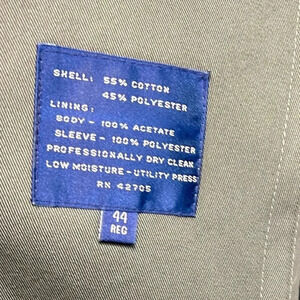 SHELL: 55% COTTON
45% POLYESTER
LINING:
BODY - 100% ACETATE
SLEEVE - 100% POLYESTER
PROFESSIONALLY DRY CLEAN
LOW MOISTURE - UTILITY PRESS
RN 42705
44
REG